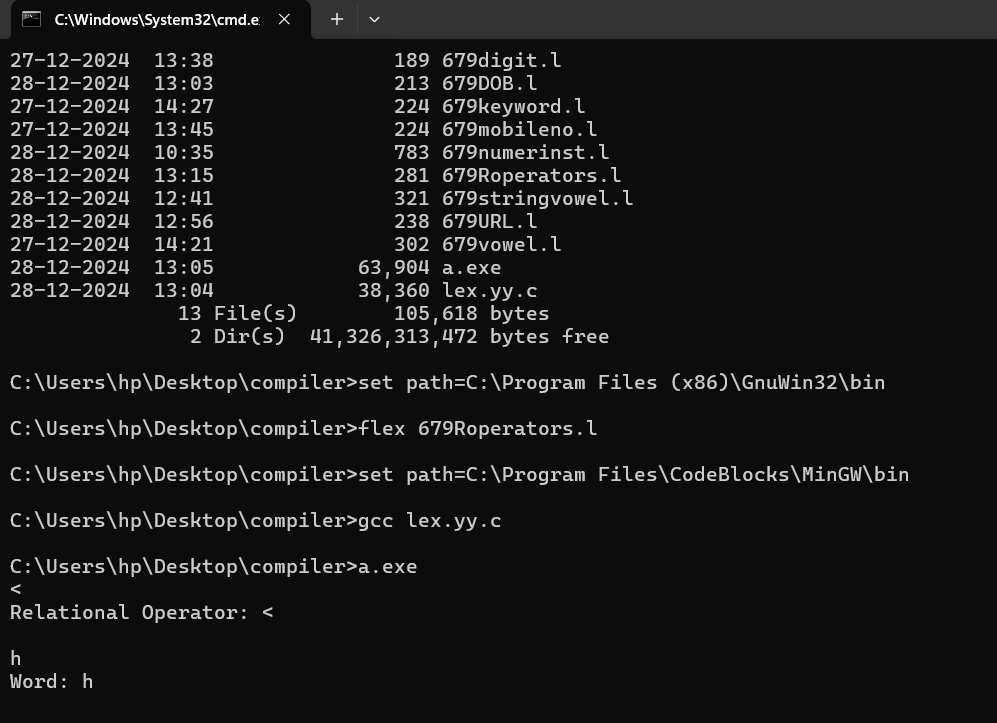 C:\Windows\System32\cmd.e
27-12-2024  13:38               189 679digit.l
28-12-2024  13:03               213 679DOB.l
27-12-2024  14:27               224 679keyword.l
27-12-2024  13:45               224 679mobileno.l
28-12-2024  10:35               783 679numerinst.l
28-12-2024  13:15               281 679Roperators.l
28-12-2024  12:41               321 679stringvowel.l
28-12-2024  12:56               238 679URL.l
27-12-2024  14:21               302 679vowel.l
28-12-2024  13:05            63,904 a.exe
28-12-2024  13:04            38,360 lex.yy.c
              13 File(s)        105,618 bytes
               2 Dir(s)  41,326,313,472 bytes free
C:\Users\hp\Desktop\compiler>set path=C:\Program Files (x86)\GnuWin32\bin
C:\Users\hp\Desktop\compiler>flex 679Roperators.l
C:\Users\hp\Desktop\compiler>set path=C:\Program Files\CodeBlocks\MinGW\bin
C:\Users\hp\Desktop\compiler>gcc lex.yy.c
C:\Users\hp\Desktop\compiler>a.exe
<
Relational Operator: <
h
Word: h